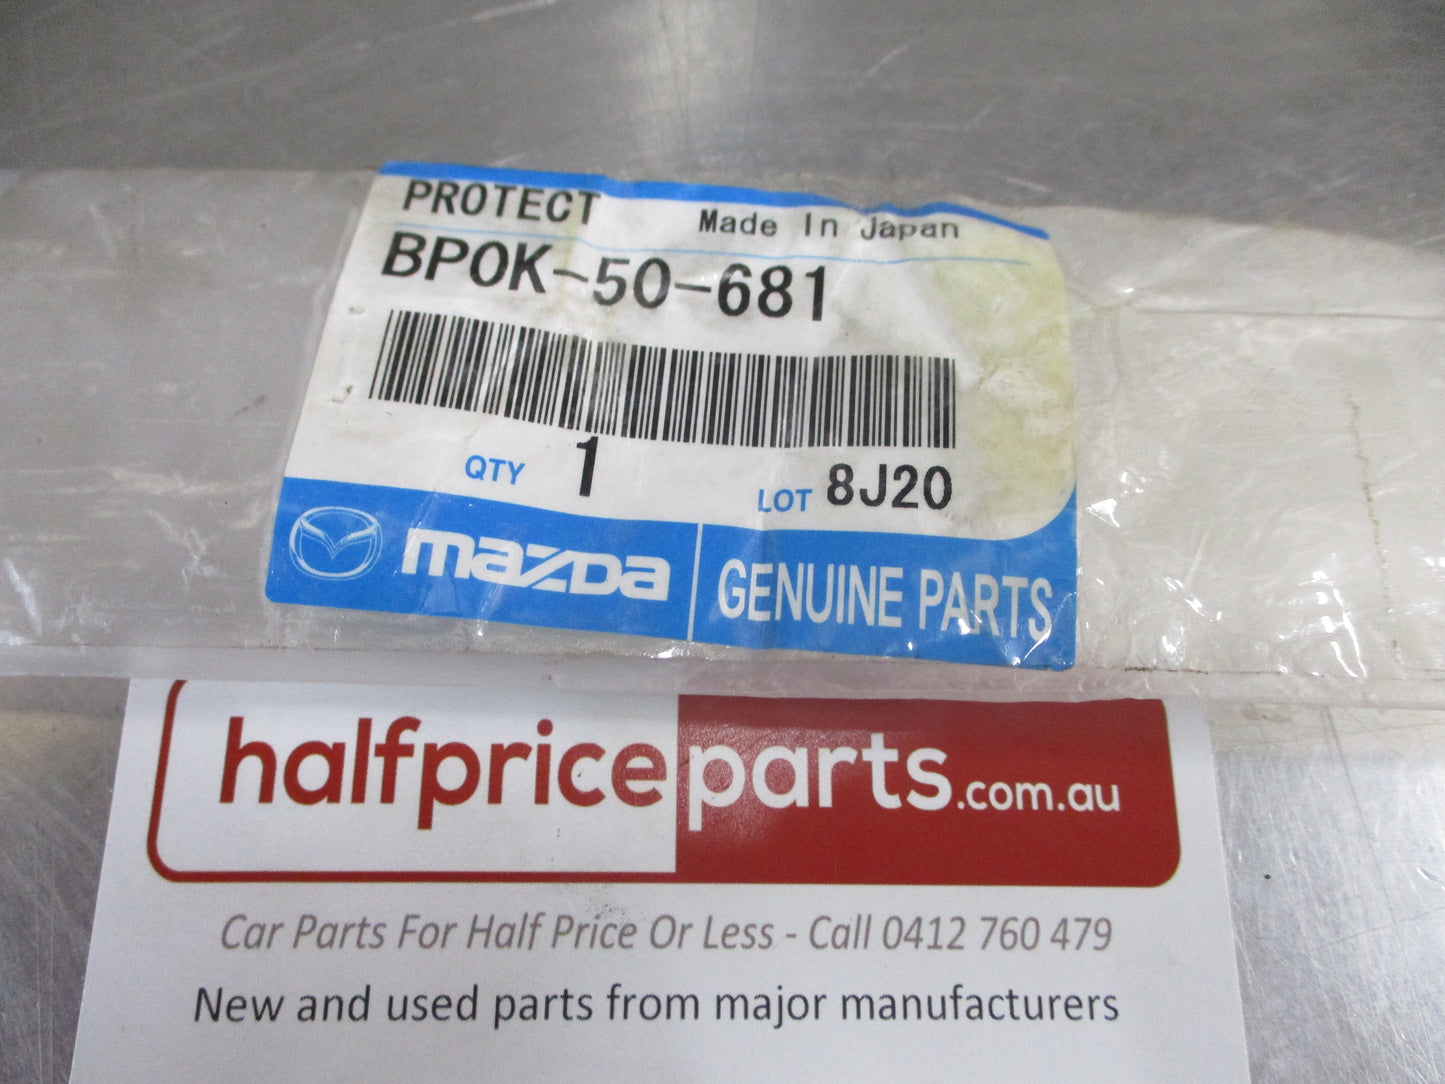 PROTECT Made In Japan
BP0K-50-681
QTY 1 LOT 8J20
mazda GENUINE PARTS
halfpriceparts.com.au
Car Parts For Half Price Or Less - Call 0412 760 479
New and used parts from major manufacturers